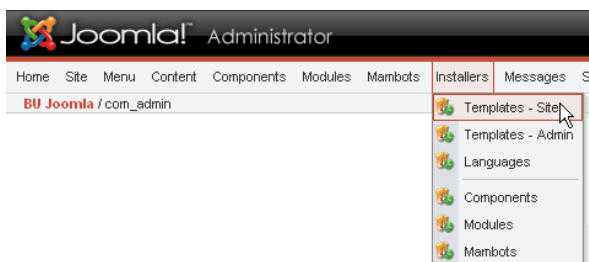 Joomla!™ Administrator
Home Site Menu Content Components Modules Mambots Installers Messages S
BU Joomla / com_admin
Templates - Site
Templates - Admin
Languages
Components
Modules
Mambots